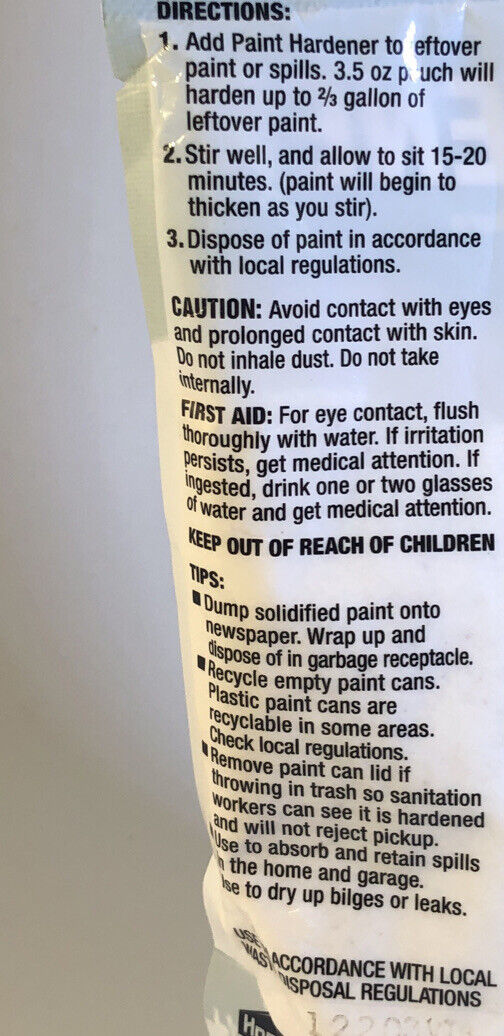 DIRECTIONS:
1. Add Paint Hardener to eftover
paint or spills. 3.5 oz p uch will
harden up to ⅔ gallon of
leftover paint.
2. Stir well, and allow to sit 15-20
minutes. (paint will begin to
thicken as you stir).
3. Dispose of paint in accordance
with local regulations.
CAUTION: Avoid contact with eyes
and prolonged contact with skin.
Do not inhale dust. Do not take
internally.
FIRST AID: For eye contact, flush
thoroughly with water. If irritation
persists, get medical attention. If
ingested, drink one or two glasses
of water and get medical attention.
KEEP OUT OF REACH OF CHILDREN
TIPS:
■ Dump solidified paint onto
newspaper. Wrap up and
dispose of in garbage receptacle.
■ Recycle empty paint cans.
Plastic paint cans are
recyclable in some areas.
Check local regulations.
■ Remove paint can lid if
throwing in trash so sanitation
workers can see it is hardened
and will not reject pickup.
Use to absorb and retain spills
the home and garage.
se to dry up bilges or leaks.
USE ACCORDANCE WITH LOCAL
WAS DISPOSAL REGULATIONS